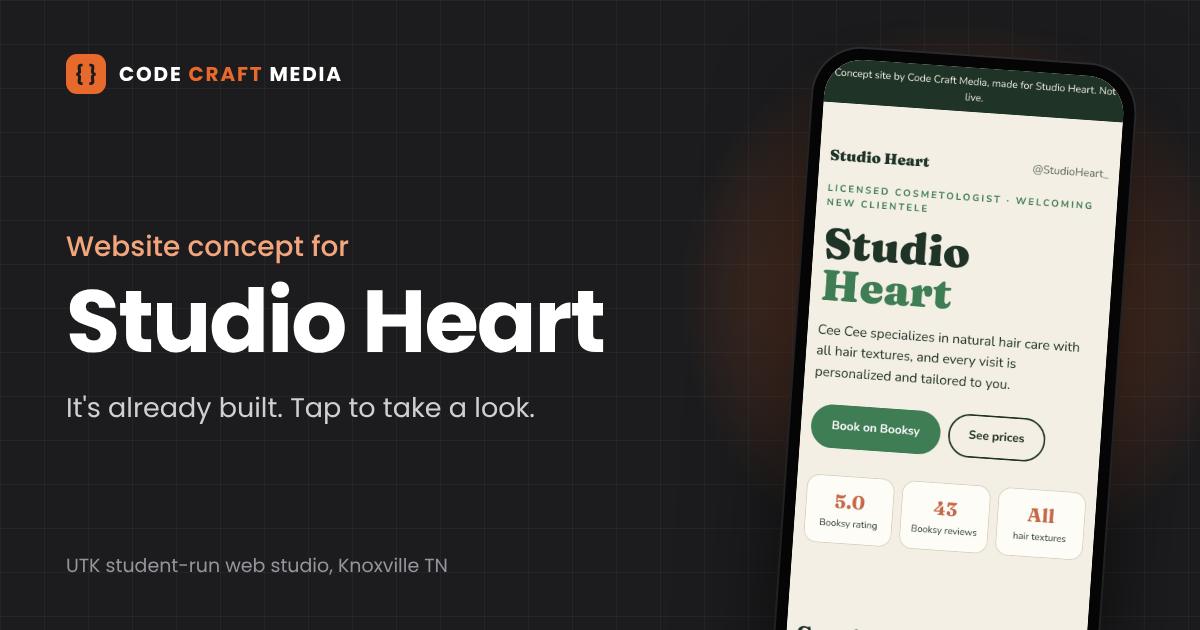 { }
CODE CRAFT MEDIA
Website concept for
Studio Heart
It's already built. Tap to take a look.
UTK student-run web studio, Knoxville TN
Concept site by Code Craft Media, made for Studio Heart. Not
live.
Studio Heart
@StudioHeart_
LICENSED COSMETOLOGIST · WELCOMING
NEW CLIENTELE
Studio
Heart
Cee Cee specializes in natural hair care with
all hair textures, and every visit is
personalized and tailored to you.
Book on Booksy
See prices
5.0
Booksy rating
43
Booksy reviews
All
hair textures